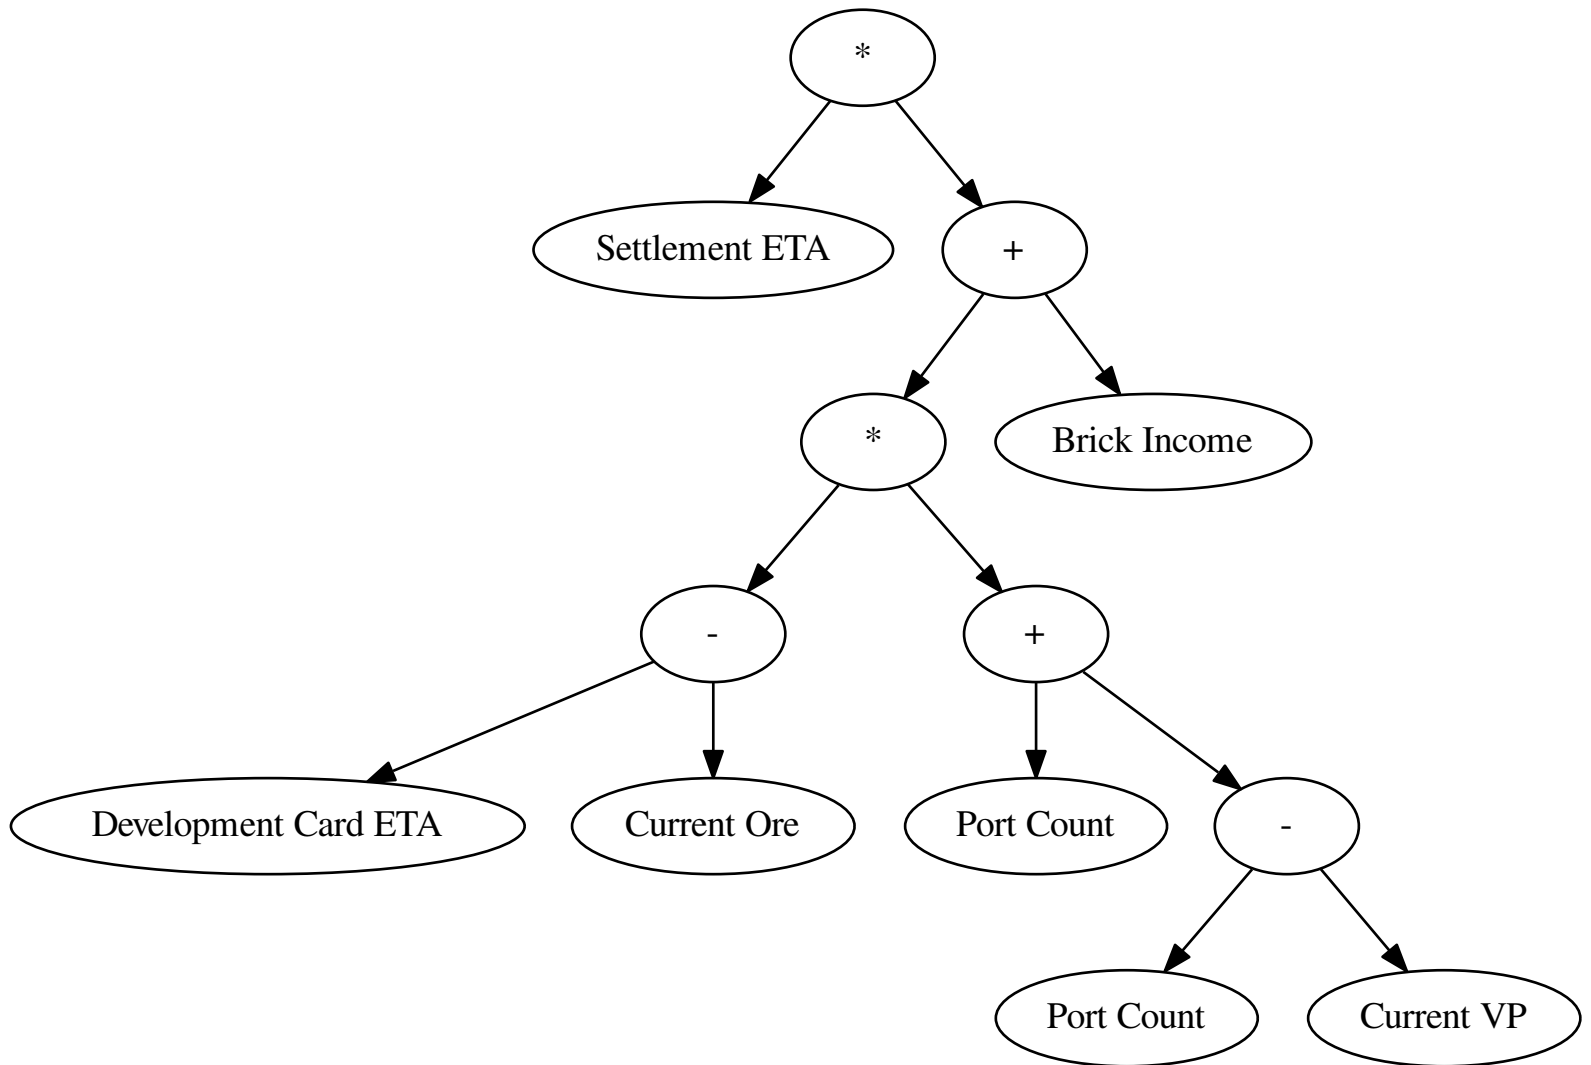 *
Settlement ETA
+
*
Brick Income
-
+
Development Card ETA
Current Ore
Port Count
-
Port Count
Current VP